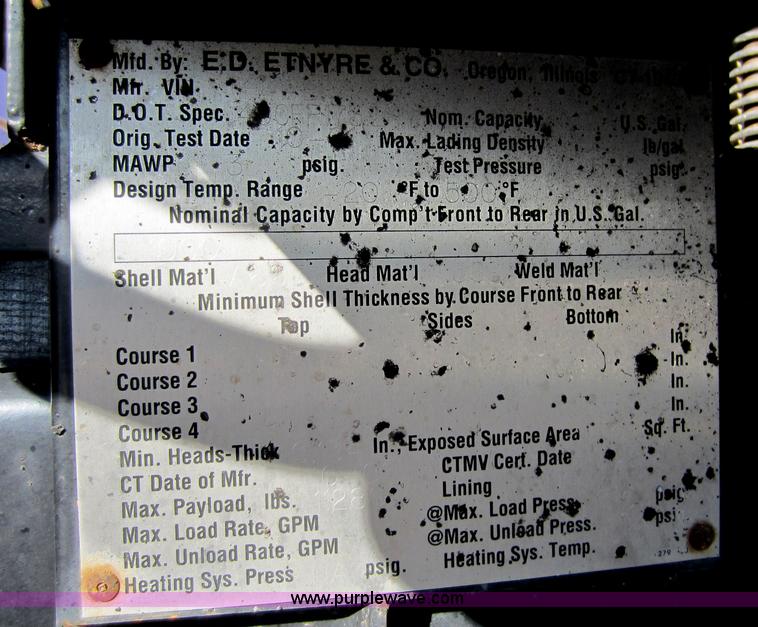 Mfd. By: E.D. ETNYRE & CO. Oregon, Illinois
Mfr. VIN
D.O.T. Spec. Nom. Capacity U.S. Gal.
Orig. Test Date Max. Lading Density lb/gal
MAWP psig. Test Pressure psig.
Design Temp. Range -20 °F to °F
Nominal Capacity by Comp't Front to Rear in U.S. Gal.
Shell Mat'l Head Mat'l Weld Mat'l
Minimum Shell Thickness by Course Front to Rear
Top Sides Bottom
Course 1 In.
Course 2 In.
Course 3 In.
Course 4 In.
Min. Heads-Thick In., Exposed Surface Area Sq. Ft.
CT Date of Mfr. CTMV Cert. Date
Max. Payload, lbs. Lining
Max. Load Rate, GPM @Max. Load Press. psig
Max. Unload Rate, GPM @Max. Unload Press. psi
Heating Sys. Press psig. Heating Sys. Temp.
www.purplewave.com